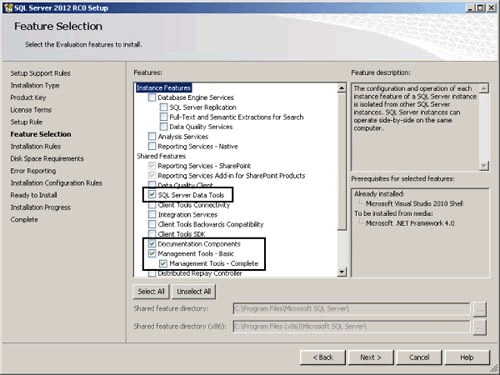 SQL Server 2012 RC0 Setup
Feature Selection
Select the Evaluation features to install.
Setup Support Rules
Installation Type
Product Key
License Terms
Setup Role
Feature Selection
Installation Rules
Disk Space Requirements
Error Reporting
Installation Configuration Rules
Ready to Install
Installation Progress
Complete
Features:
Instance Features
Database Engine Services
SQL Server Replication
Full-Text and Semantic Extractions for Search
Data Quality Services
Analysis Services
Reporting Services - Native
Shared Features
Reporting Services - SharePoint
Reporting Services Add-in for SharePoint Products
Data Quality Client
SQL Server Data Tools
Client Tools Connectivity
Integration Services
Client Tools Backwards Compatibility
Client Tools SDK
Documentation Components
Management Tools - Basic
Management Tools - Complete
Distributed Replay Controller
Feature description:
The configuration and operation of each
instance feature of a SQL Server instance
is isolated from other SQL Server
instances. SQL Server instances can
operate side-by-side on the same
computer.
Prerequisites for selected features:
Already installed:
Microsoft Visual Studio 2010 Shell
To be installed from media:
Microsoft .NET Framework 4.0
Select All
Unselect All
Shared feature directory:
C:\Program Files\Microsoft SQL Server\
...
Shared feature directory (x86):
C:\Program Files (x86)\Microsoft SQL Server\
...
< Back
Next >
Cancel
Help